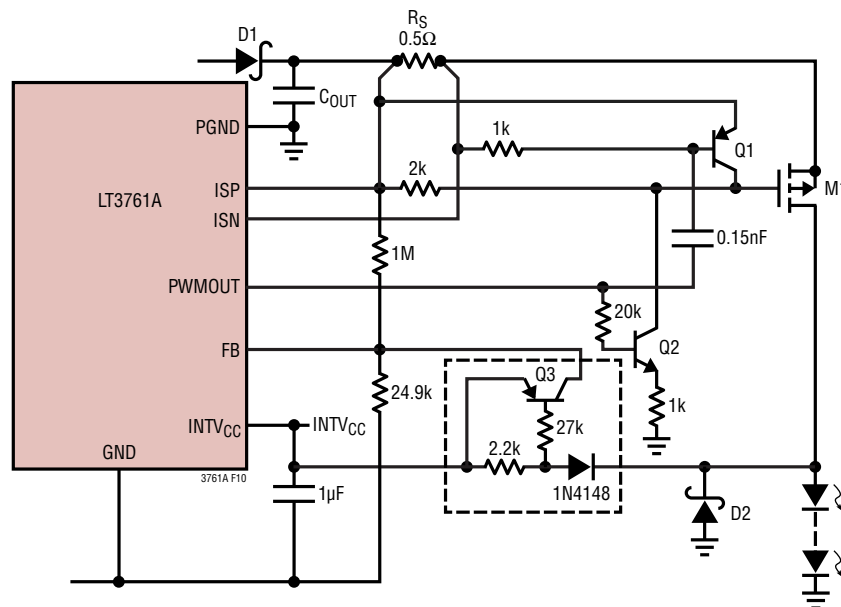 D1
RS
0.5Ω
COUT
PGND
1k
Q1
LT3761A
ISP
2k
M1
ISN
1M
0.15nF
PWMOUT
20k
Q2
FB
Q3
24.9k
1k
INTVCC
INTVCC
27k
GND
2.2k
3761A F10
1µF
1N4148
D2